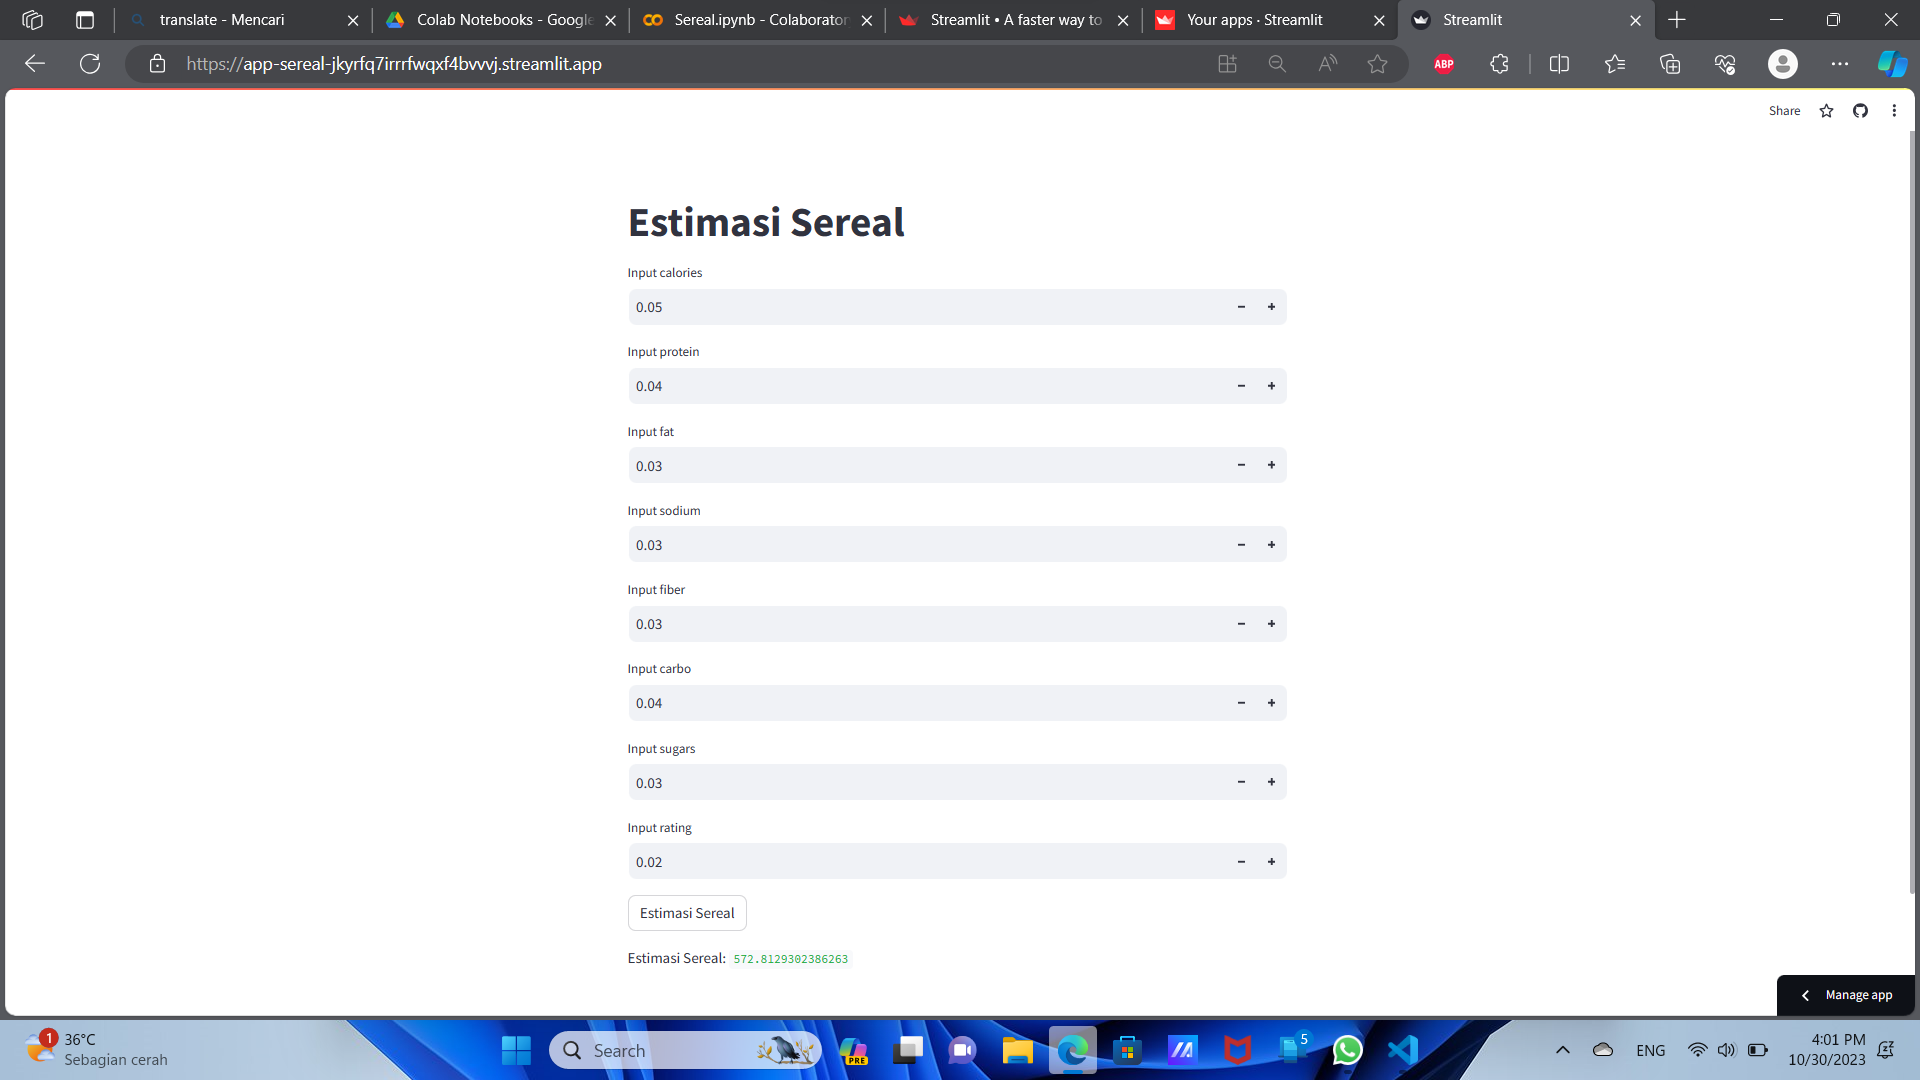 translate - Mencari
Colab Notebooks - Google
Sereal.ipynb - Colaborator
Streamlit • A faster way to
Your apps · Streamlit
Streamlit
https://app-sereal-jkyrfq7irrrfwqxf4bvvvj.streamlit.app
ABP
Share
Estimasi Sereal
Input calories
0.05
Input protein
0.04
Input fat
0.03
Input sodium
0.03
Input fiber
0.03
Input carbo
0.04
Input sugars
0.03
Input rating
0.02
Estimasi Sereal
Estimasi Sereal: 572.8129302386263
Manage app
1
36°C
Sebagian cerah
Search
PRE
5
ENG
4:01 PM
10/30/2023